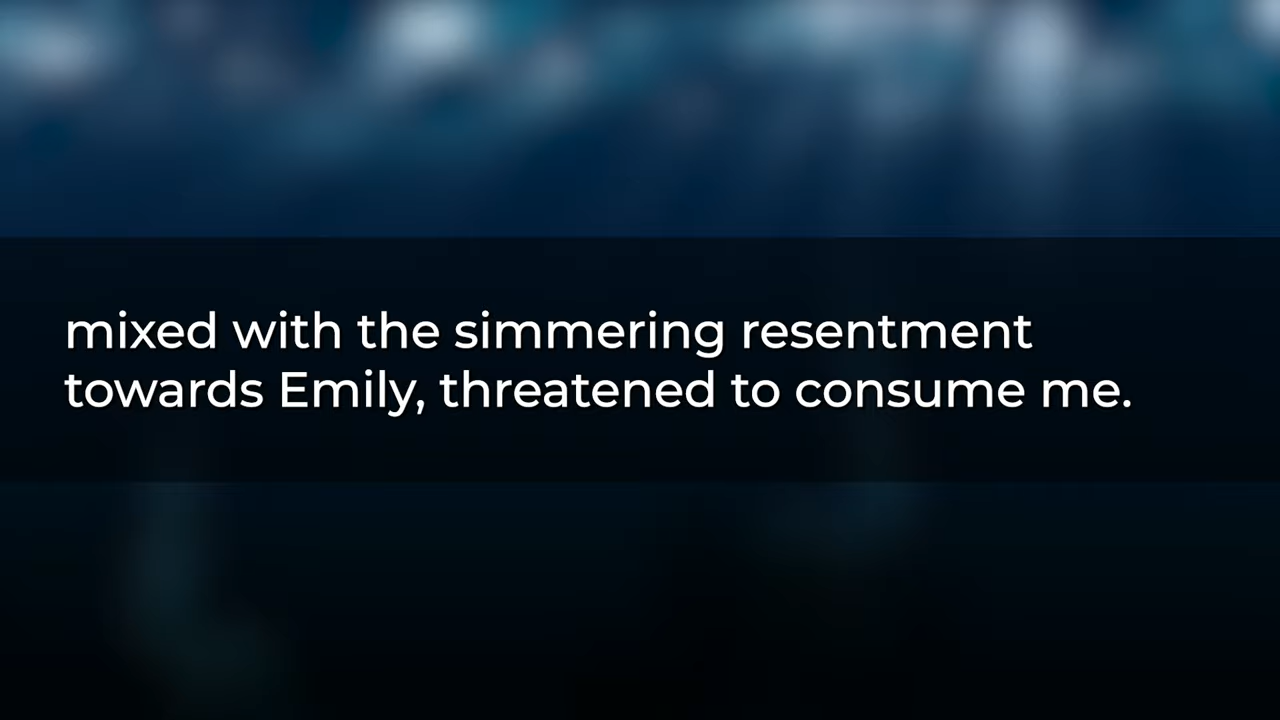 mixed with the simmering resentment
towards Emily, threatened to consume me.